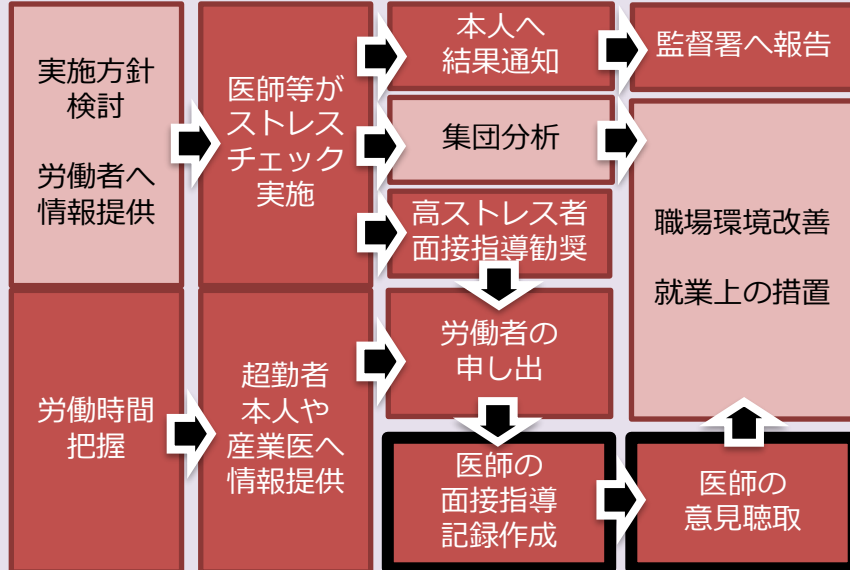 実施方針
検討
労働者へ
情報提供
医師等が
ストレス
チェック
実施
本人へ
結果通知
監督署へ報告
集団分析
高ストレス者
面接指導勧奨
職場環境改善
就業上の措置
労働時間
把握
超勤者
本人や
産業医へ
情報提供
労働者の
申し出
医師の
面接指導
記録作成
医師の
意見聴取